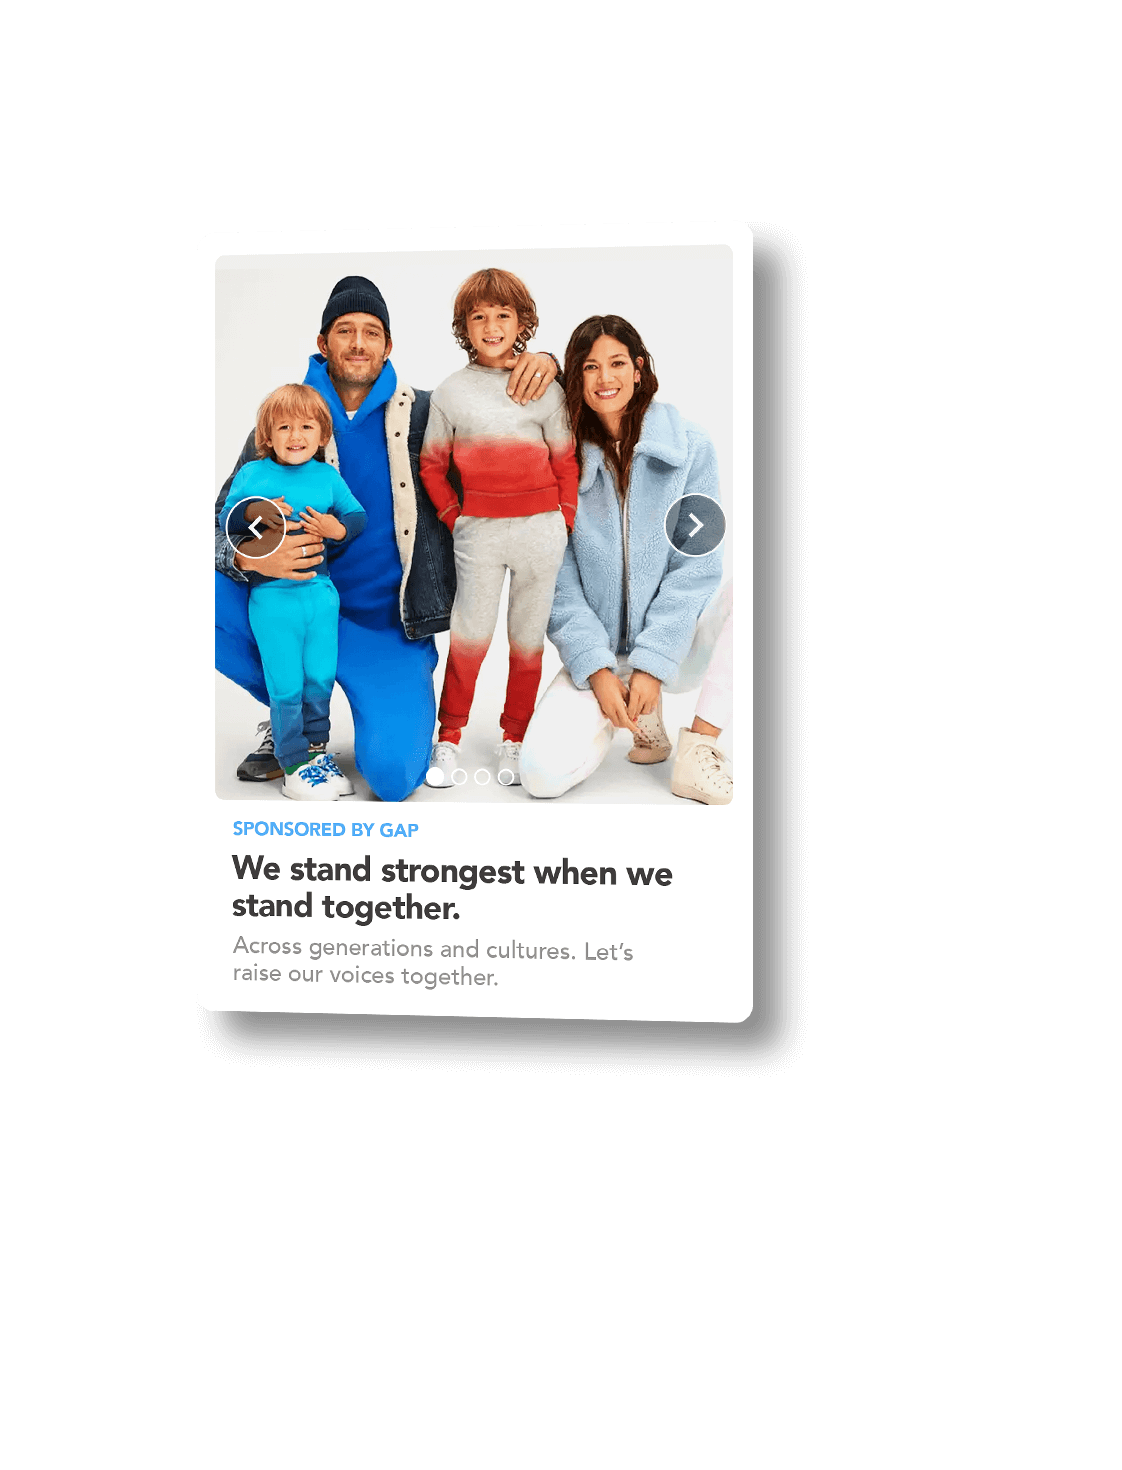 SPONSORED BY GAP
We stand strongest when we
stand together.
Across generations and cultures. Let's
raise our voices together.